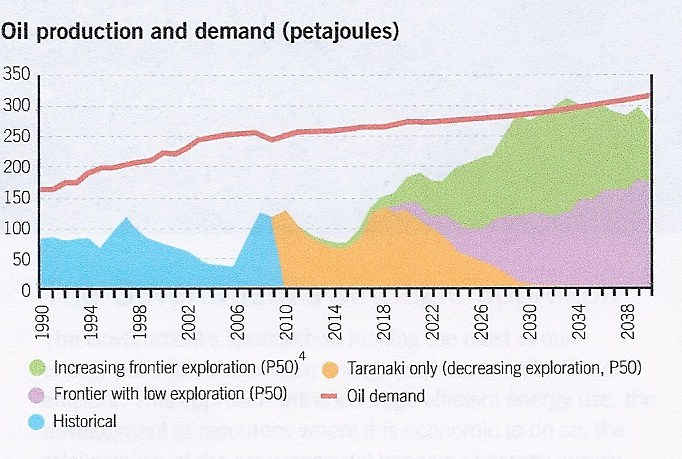 Oil production and demand (petajoules)
350
300
250
200
150
100
50
0
1990 1994 1998 2002 2006 2010 2014 2018 2022 2026 2030 2034 2038
Increasing frontier exploration (P50)4 Taranaki only (decreasing exploration, P50)
Frontier with low exploration (P50) Oil demand
Historical